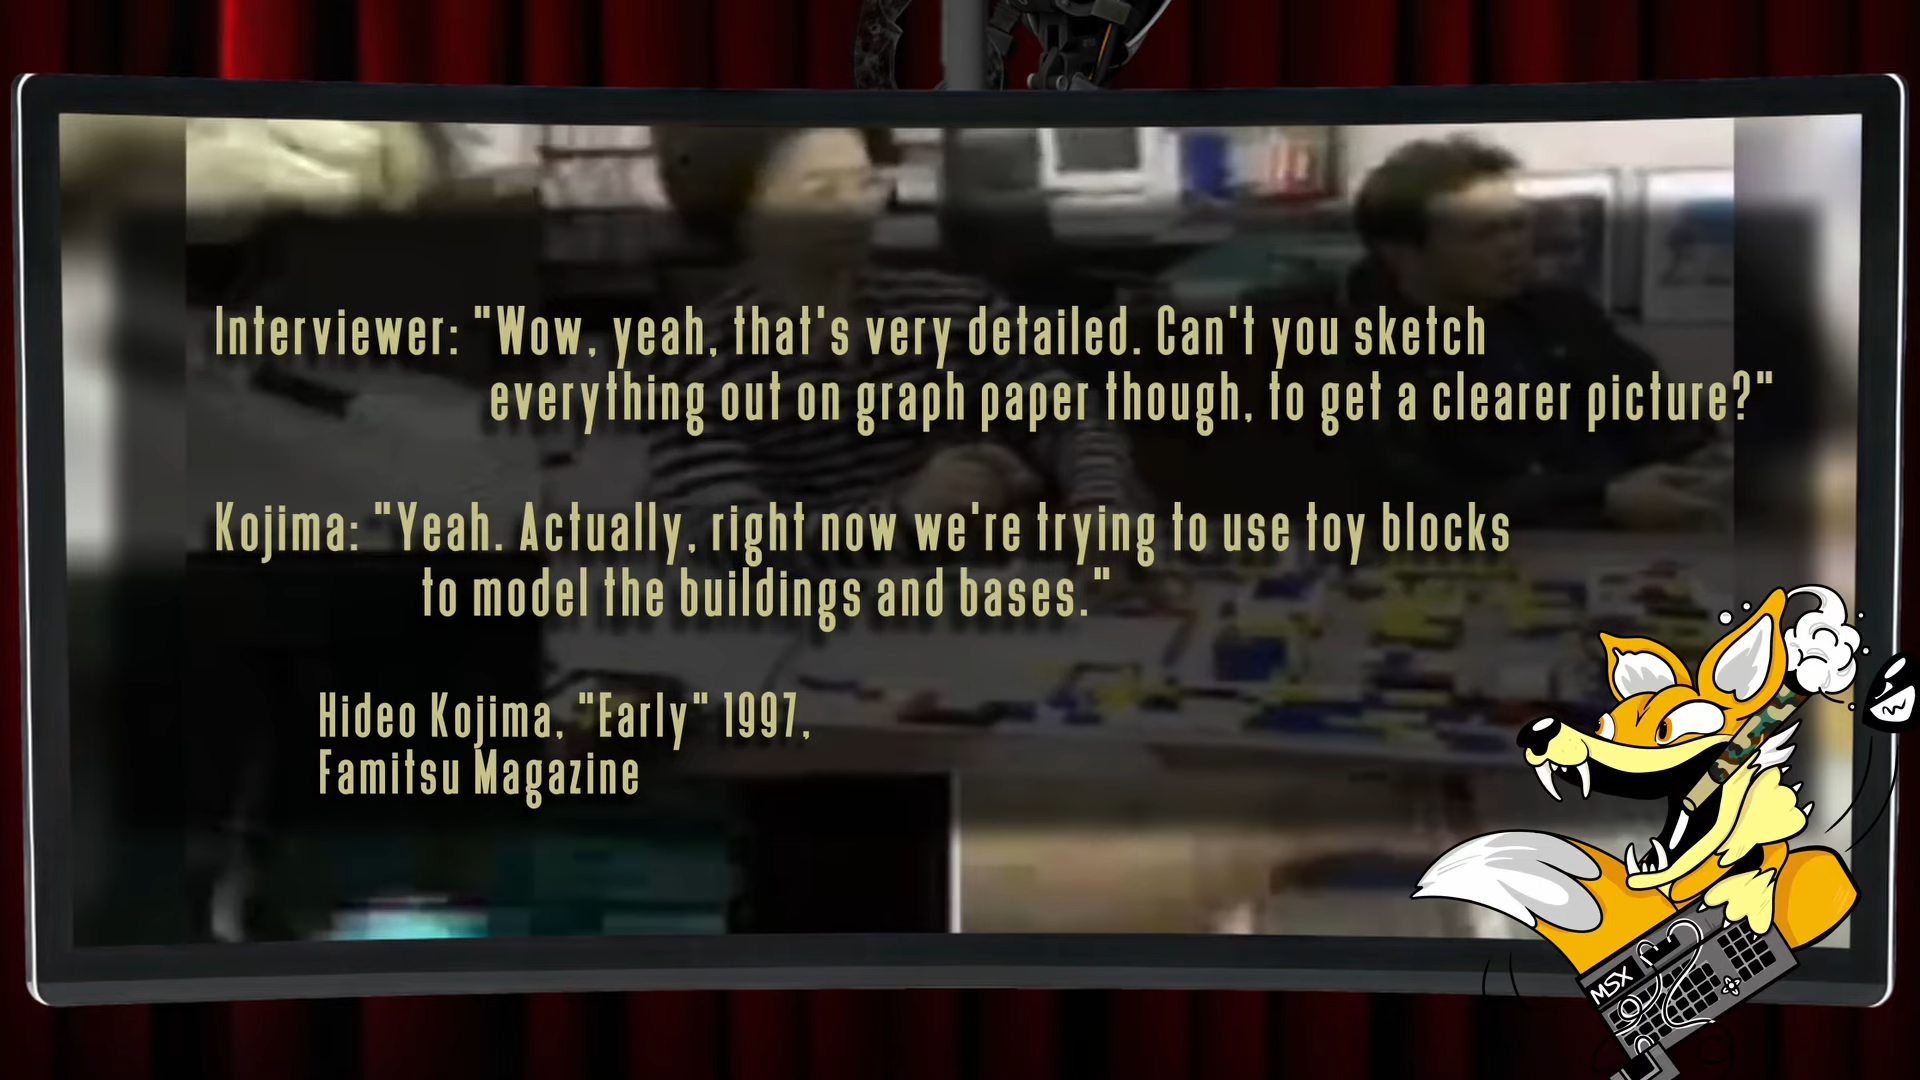 Interviewer: "Wow, yeah, that's very detailed. Can't you sketch
everything out on graph paper though, to get a clearer picture?"
Kojima: "Yeah. Actually, right now we're trying to use toy blocks
to model the buildings and bases."
Hideo Kojima, "Early" 1997,
Famitsu Magazine
MSX